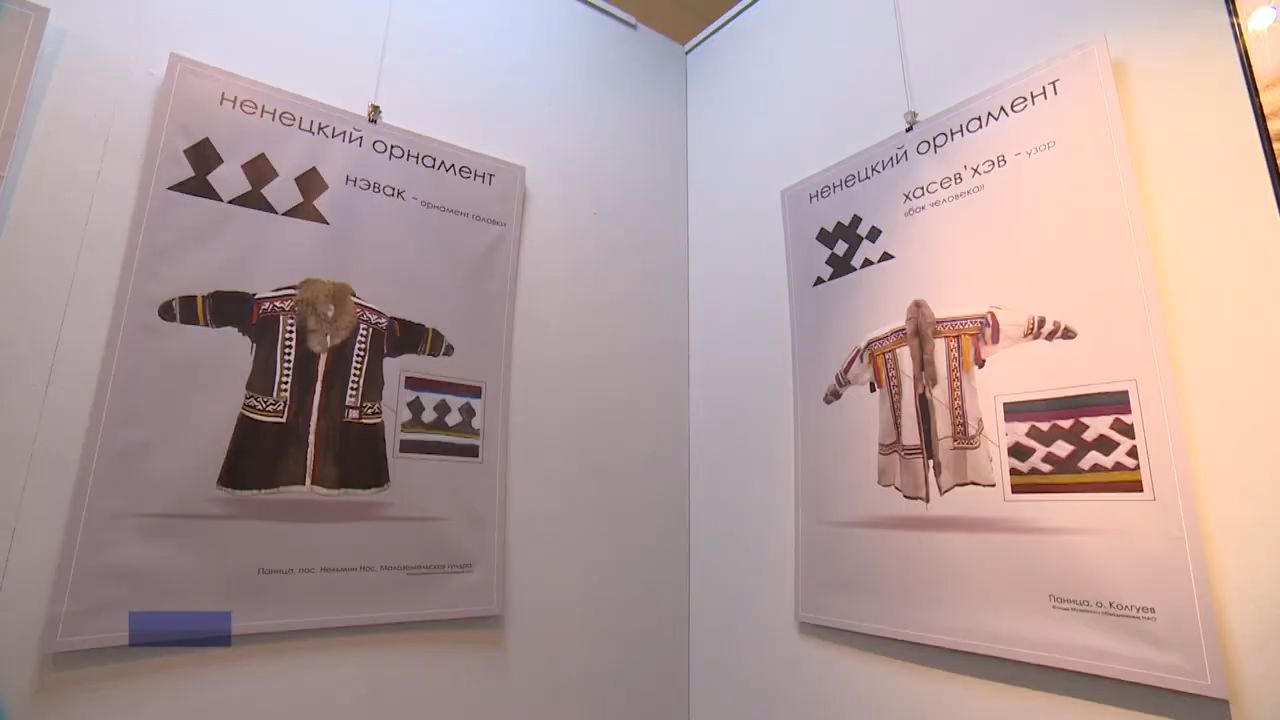 ненецкий орнамент
нэвак - орнамент головки
Паница, пос. Нельмин Нос, Малоземельская тундра
ненецкий орнамент
хасев'хэв - узор
«бок человека»
Паница, о. Колгуев